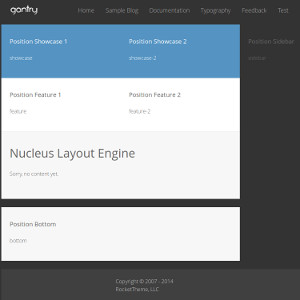 gantry
Home Sample Blog Documentation Typography Feedback Test
Position Showcase 1 Position Showcase 2 Position Sidebar
showcase showcase-2 sidebar
Position Feature 1 Position Feature 2
feature feature-2
Nucleus Layout Engine
Sorry, no content yet.
Position Bottom
bottom
Copyright © 2007 - 2014
RocketTheme, LLC